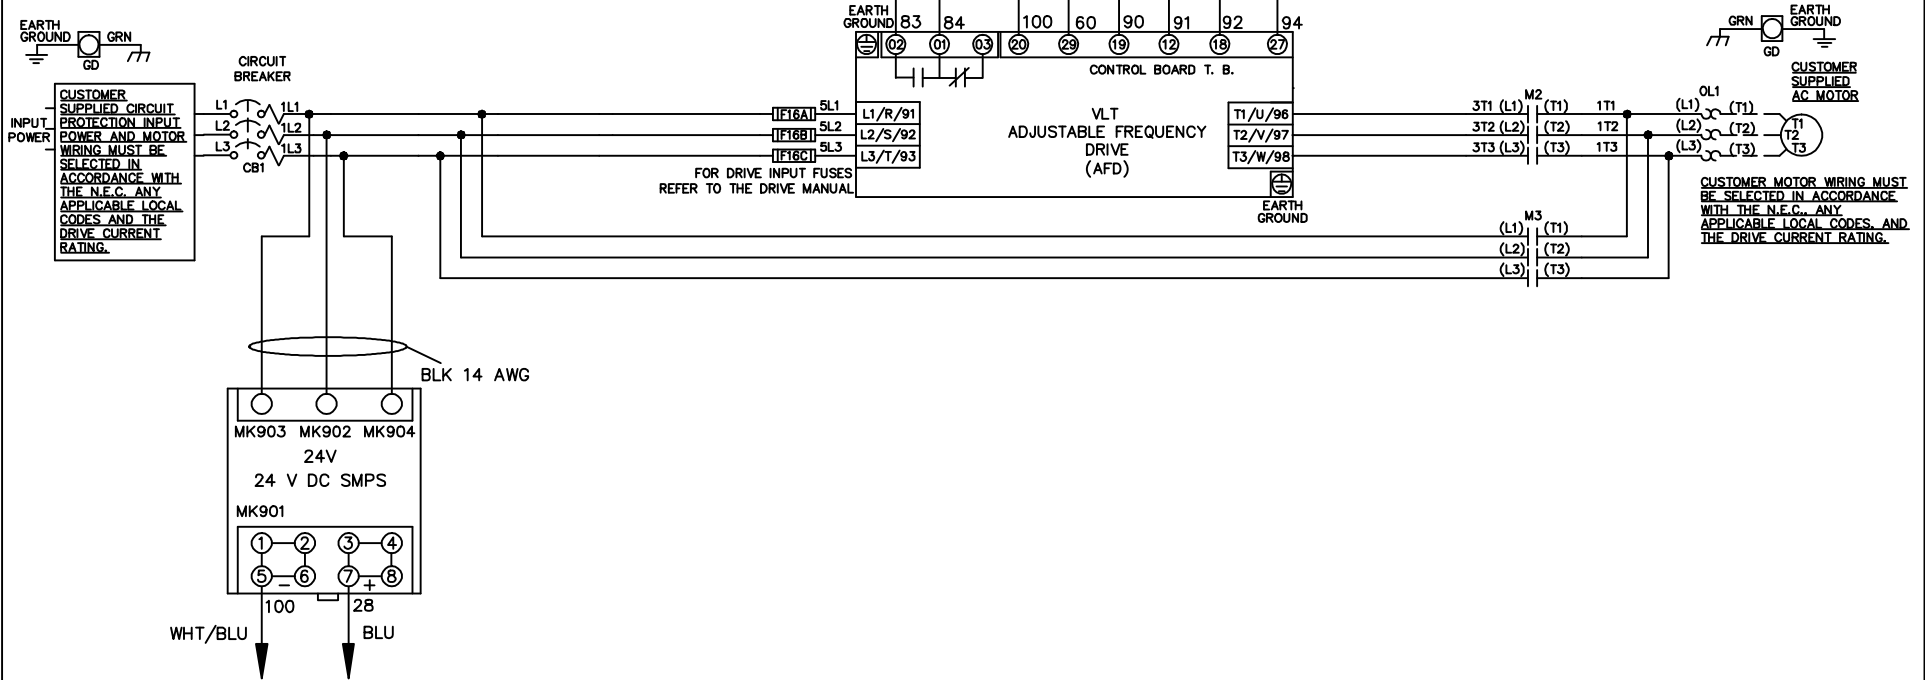 EARTH
GROUND
GRN
GD
CIRCUIT
BREAKER
INPUT
POWER
CUSTOMER
SUPPLIED CIRCUIT
PROTECTION INPUT
POWER AND MOTOR
WIRING MUST BE
SELECTED IN
ACCORDANCE WITH
THE N.E.C. ANY
APPLICABLE LOCAL
CODES AND THE
DRIVE CURRENT
RATING.
L1
L2
L3
1L1
1L2
1L3
CB1
EARTH
GROUND
83 84 100 60 90 91 92 94
02 01 03 20 29 19 12 18 27
CONTROL BOARD T. B.
F16A 5L1
F16B 5L2
F16C 5L3
L1/R/91
L2/S/92
L3/T/93
VLT
ADJUSTABLE FREQUENCY
DRIVE
(AFD)
T1/U/96
T2/V/97
T3/W/98
FOR DRIVE INPUT FUSES
REFER TO THE DRIVE MANUAL
EARTH
GROUND
M2
3T1 (L1) (T1) 1T1
3T2 (L2) (T2) 1T2
3T3 (L3) (T3) 1T3
M3
(L1) (T1)
(L2) (T2)
(L3) (T3)
GRN
GD
EARTH
GROUND
CUSTOMER
SUPPLIED
AC MOTOR
OL1
(L1) (T1)
(L2) (T2)
(L3) (T3)
T1
T2
T3
CUSTOMER MOTOR WIRING MUST
BE SELECTED IN ACCORDANCE
WITH THE N.E.C., ANY
APPLICABLE LOCAL CODES, AND
THE DRIVE CURRENT RATING.
BLK 14 AWG
MK903 MK902 MK904
24V
24 V DC SMPS
MK901
1 2 3 4
5 6 7 8
− +
100 28
WHT/BLU BLU